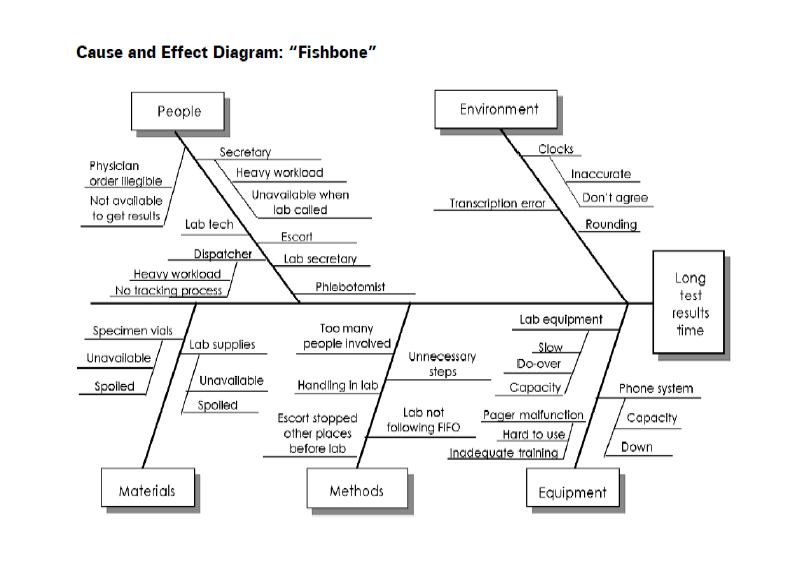 Cause and Effect Diagram: “Fishbone”
People
Environment
Physician
order illegible
Not available
to get results
Secretary
Heavy workload
Unavailable when
lab called
Lab tech
Escort
Dispatcher
Lab secretary
Heavy workload
No tracking process
Phlebotomist
Clocks
Inaccurate
Don't agree
Transcription error
Rounding
Long
test
results
time
Specimen vials
Unavailable
Spoiled
Lab supplies
Unavailable
Spoiled
Too many
people involved
Unnecessary
steps
Handling in lab
Escort stopped
other places
before lab
Lab not
following FIFO
Lab equipment
Slow
Do-over
Capacity
Pager malfunction
Hard to use
Inadequate training
Phone system
Capacity
Down
Materials
Methods
Equipment